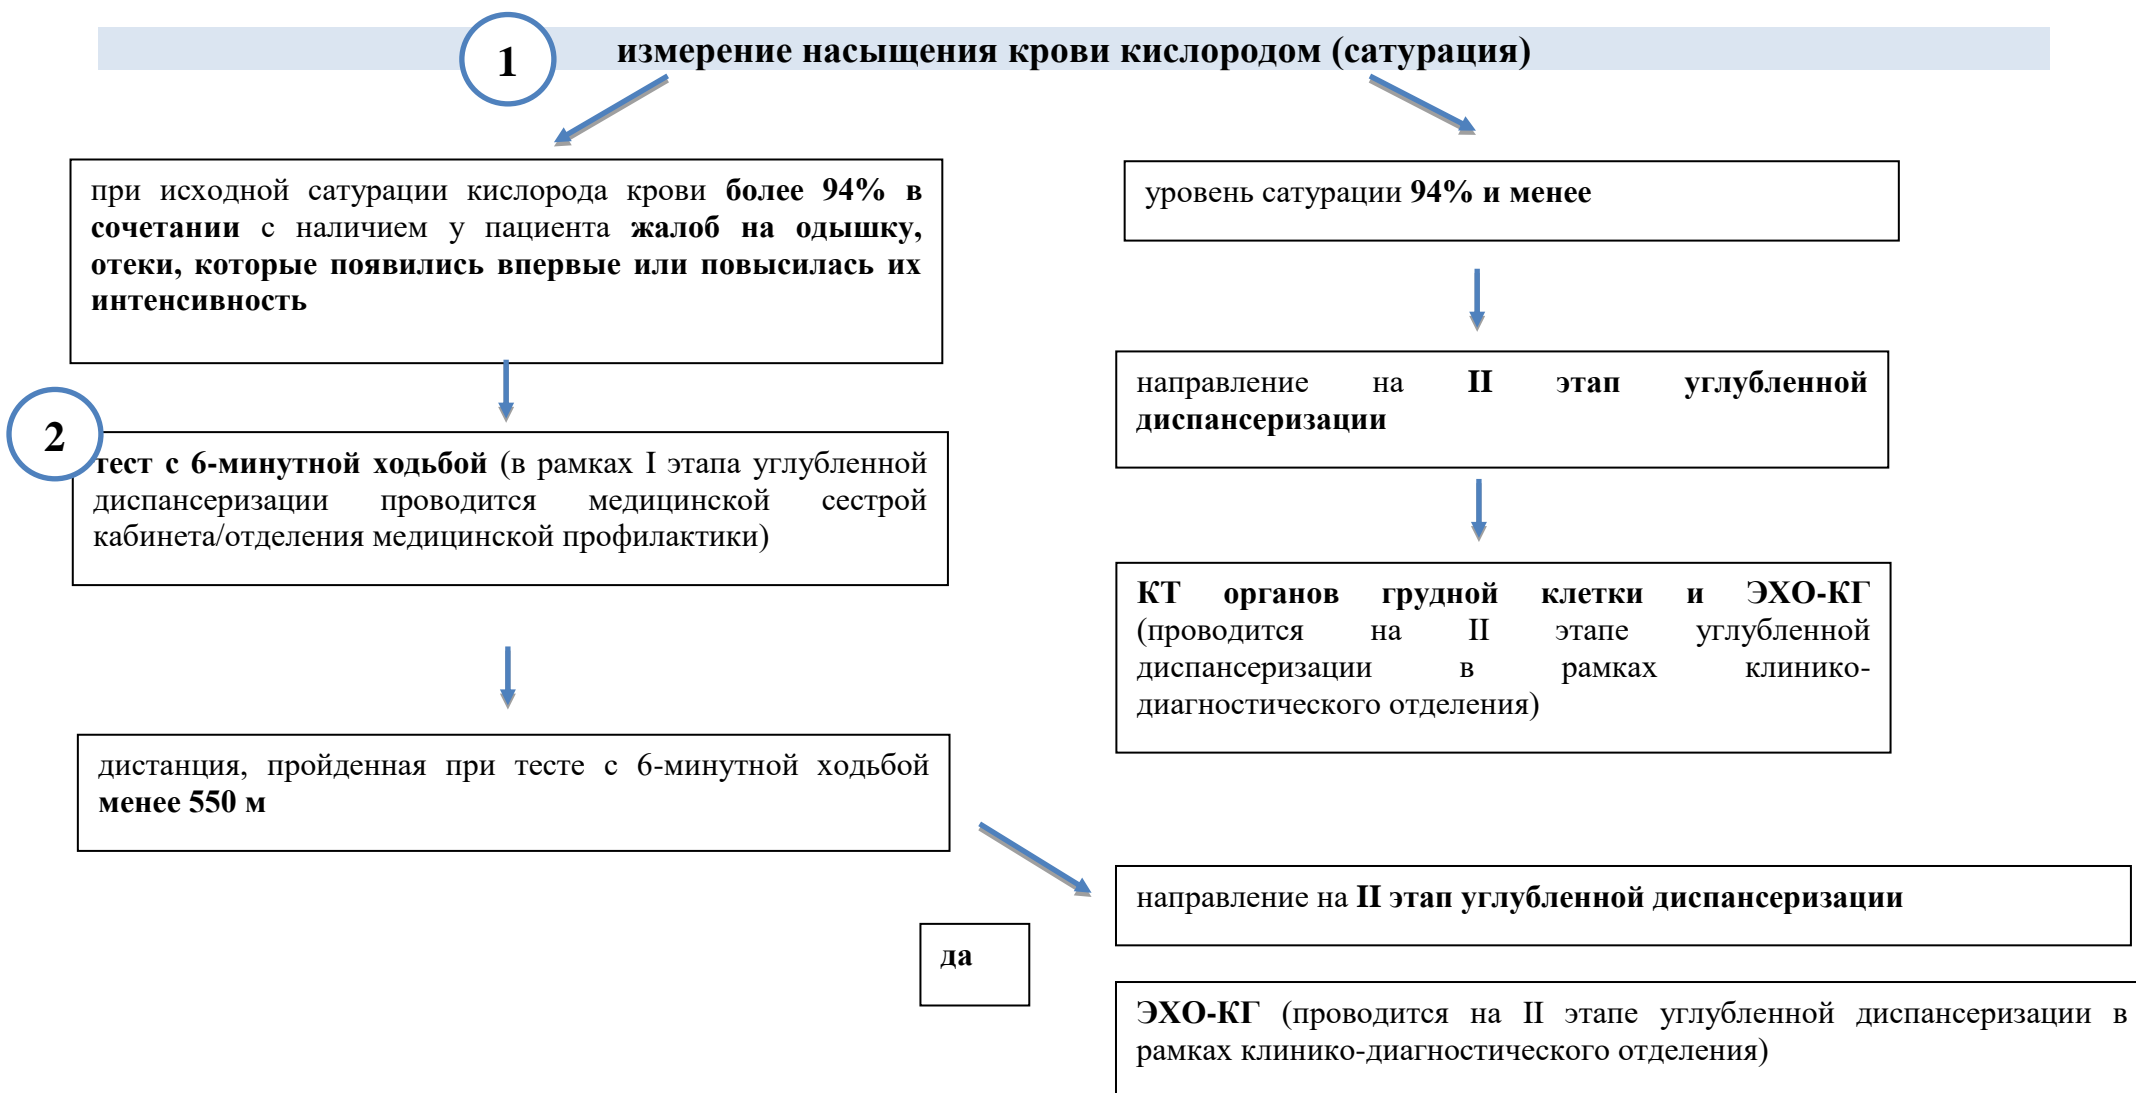 1
измерение насыщения крови кислородом (сатурация)
при исходной сатурации кислорода крови более 94% в
сочетании с наличием у пациента жалоб на одышку,
отеки, которые появились впервые или повысилась их
интенсивность
уровень сатурации 94% и менее
направление на II этап углубленной
диспансеризации
2
тест с 6-минутной ходьбой (в рамках I этапа углубленной
диспансеризации проводится медицинской сестрой
кабинета/отделения медицинской профилактики)
КТ органов грудной клетки и ЭХО-КГ
(проводится на II этапе углубленной
диспансеризации в рамках клинико-
диагностического отделения)
дистанция, пройденная при тесте с 6-минутной ходьбой
менее 550 м
да
направление на II этап углубленной диспансеризации
ЭХО-КГ (проводится на II этапе углубленной диспансеризации в
рамках клинико-диагностического отделения)